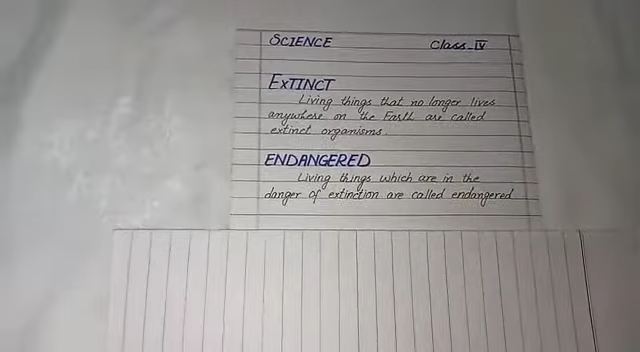 SCIENCE Class-IV
EXTINCT
Living things that no longer lives
anywhere on the Earth are called
extinct organisms.
ENDANGERED
Living things which are in the
danger of extinction are called endangered